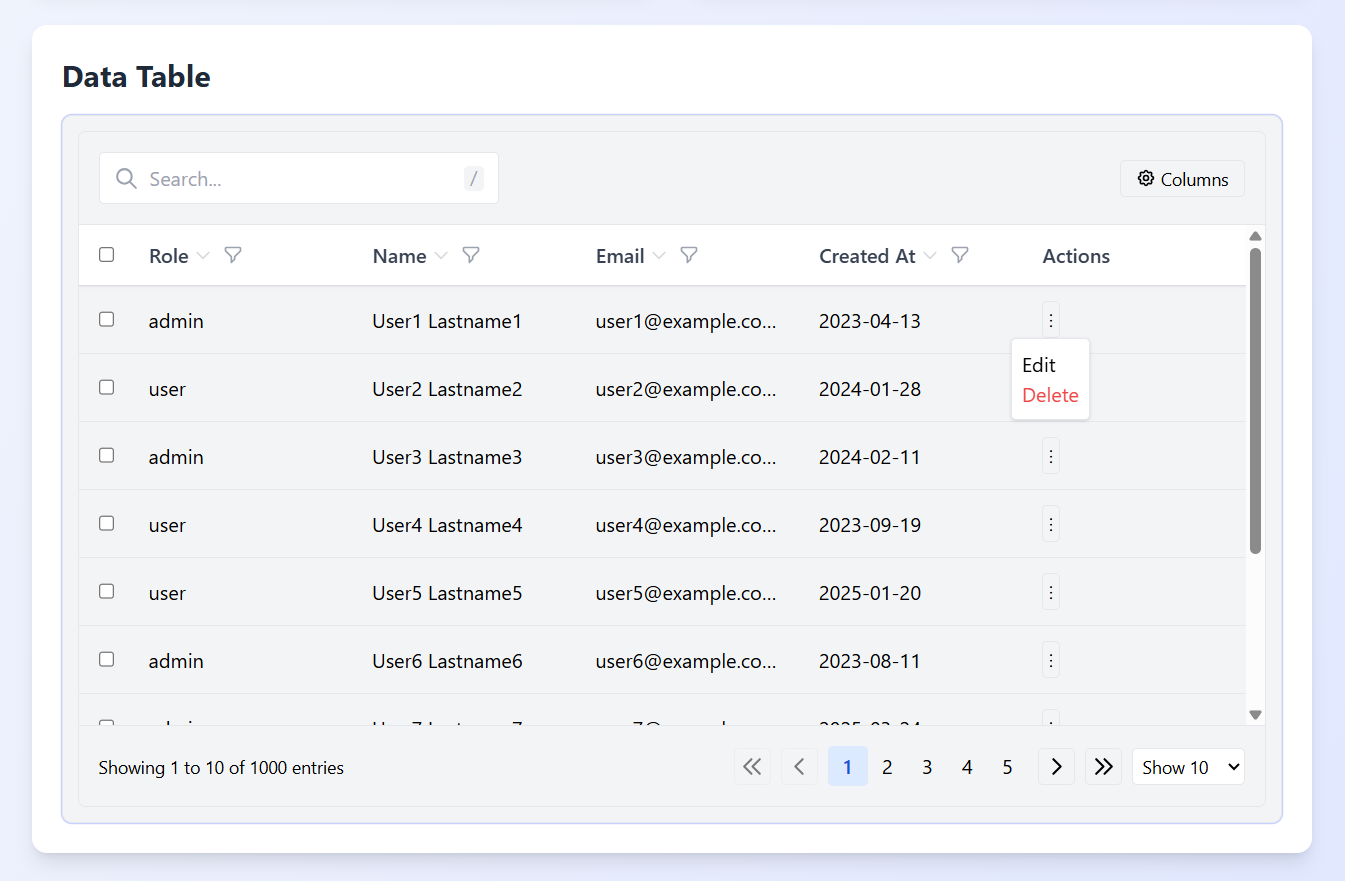 Data Table
Search... /
Columns
Role Name Email Created At Actions
admin User1 Lastname1 user1@example.co... 2023-04-13 ⋮
Edit
user User2 Lastname2 user2@example.co... 2024-01-28
Delete
admin User3 Lastname3 user3@example.co... 2024-02-11 ⋮
user User4 Lastname4 user4@example.co... 2023-09-19 ⋮
user User5 Lastname5 user5@example.co... 2025-01-20 ⋮
admin User6 Lastname6 user6@example.co... 2023-08-11 ⋮
Showing 1 to 10 of 1000 entries
1 2 3 4 5
Show 10